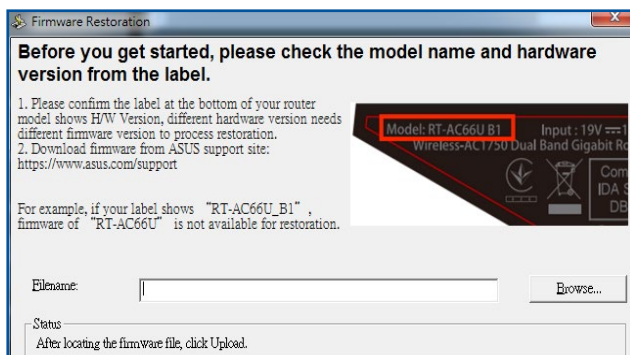 Firmware Restoration
Before you get started, please check the model name and hardware
version from the label.
1. Please confirm the label at the bottom of your router
model shows H/W Version, different hardware version needs
different firmware version to process restoration.
2. Download firmware from ASUS support site:
https://www.asus.com/support
For example, if your label shows “RT-AC66U_B1”,
firmware of “RT-AC66U” is not available for restoration.
Model: RT-AC66U B1 Input : 19V
Wireless-AC1750 Dual Band Gigabit
Com
IDA S
DB
Filename:
Browse...
Status
After locating the firmware file, click Upload.